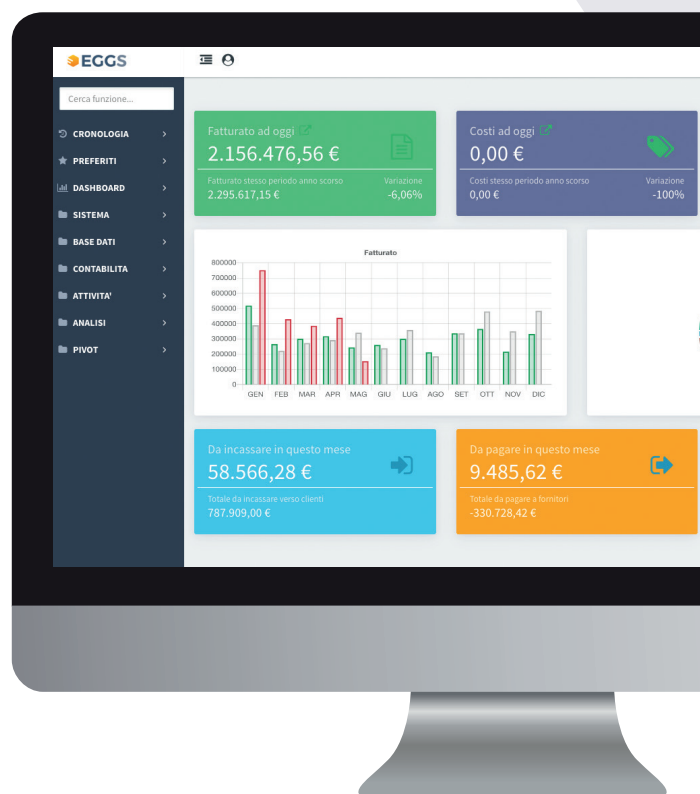 EGGS
Cerca funzione...
CRONOLOGIA
PREFERITI
DASHBOARD
SISTEMA
BASE DATI
CONTABILITA
ATTIVITA'
ANALISI
PIVOT
Fatturato ad oggi
2.156.476,56 €
Fatturato stesso periodo anno scorso Variazione
2.295.617,15 € -6,06%
Costi ad oggi
0,00 €
Costi stesso periodo anno scorso Variazione
0,00 € -100%
Fatturato
800000
700000
600000
500000
400000
300000
200000
100000
0
GEN FEB MAR APR MAG GIU LUG AGO SET OTT NOV DIC
Da incassare in questo mese
58.566,28 €
Totale da incassare verso clienti
787.909,00 €
Da pagare in questo mese
9.485,62 €
Totale da pagare a fornitori
-330.728,42 €